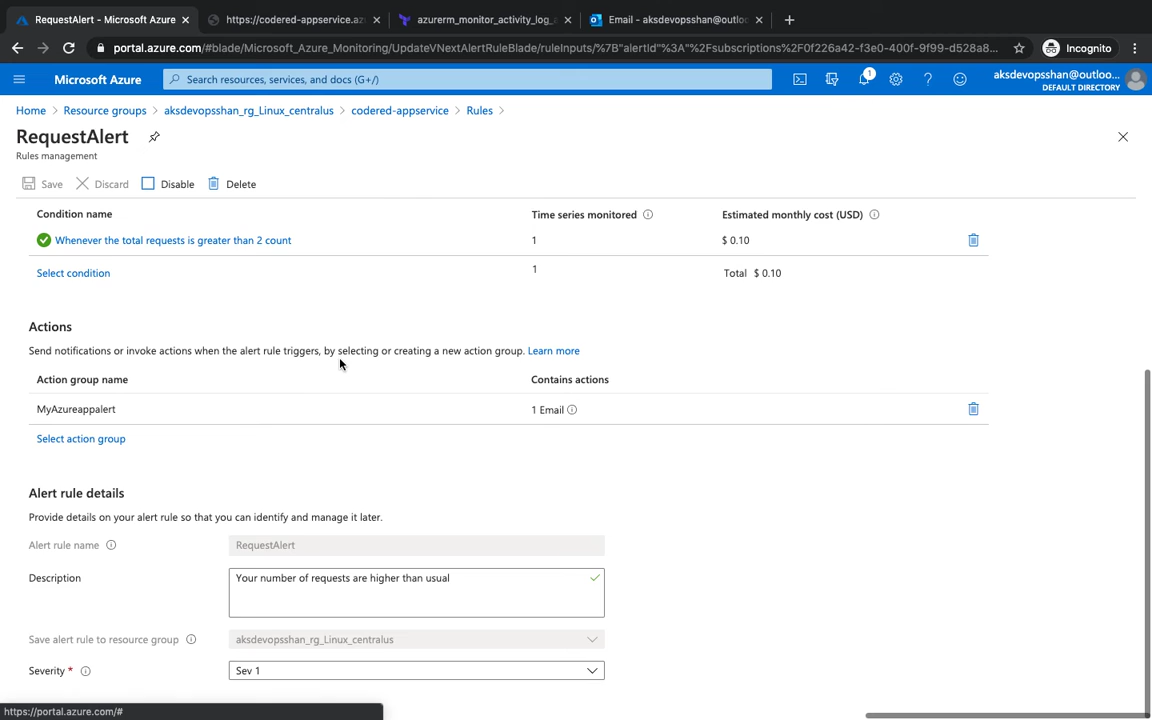 RequestAlert - Microsoft Azure
https://codered-appservice.az
azurerm_monitor_activity_log_
Email - aksdevopsshan@outloo
portal.azure.com/#blade/Microsoft_Azure_Monitoring/UpdateVNextAlertRuleBlade/ruleInputs/%7B"alertId"%3A"%2Fsubscriptions%2F0f226a42-f3e0-400f-9f99-d528a8...
Incognito
Microsoft Azure
Search resources, services, and docs (G+/)
1
aksdevopsshan@outloo...
DEFAULT DIRECTORY
Home > Resource groups > aksdevopsshan_rg_Linux_centralus > codered-appservice > Rules >
RequestAlert
Rules management
Save Discard Disable Delete
Condition name Time series monitored Estimated monthly cost (USD)
Whenever the total requests is greater than 2 count 1 $ 0.10
Select condition 1 Total $ 0.10
Actions
Send notifications or invoke actions when the alert rule triggers, by selecting or creating a new action group. Learn more
Action group name Contains actions
MyAzureappalert 1 Email
Select action group
Alert rule details
Provide details on your alert rule so that you can identify and manage it later.
Alert rule name RequestAlert
Description Your number of requests are higher than usual
Save alert rule to resource group aksdevopsshan_rg_Linux_centralus
Severity * Sev 1
https://portal.azure.com/#